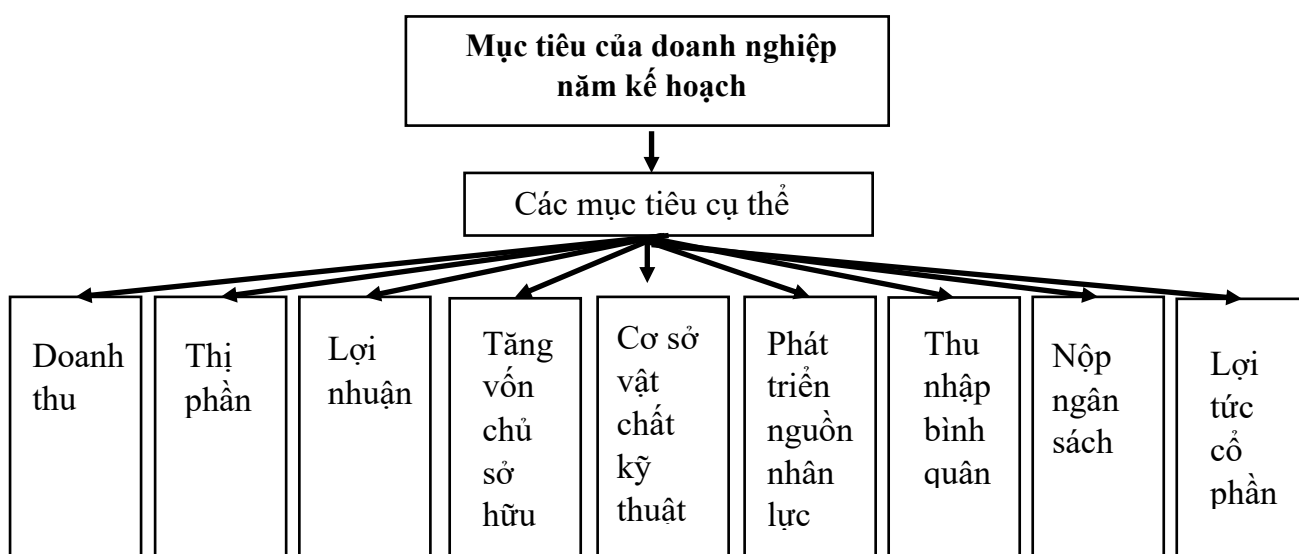 Mục tiêu của doanh nghiệp
năm kế hoạch
Các mục tiêu cụ thể
Doanh
thu
Thị
phần
Lợi
nhuận
Tăng
vốn
chủ
sở
hữu
Cơ sở
vật
chất
kỹ
thuật
Phát
triển
nguồn
nhân
lực
Thu
nhập
bình
quân
Nộp
ngân
sách
Lợi
tức
cổ
phần